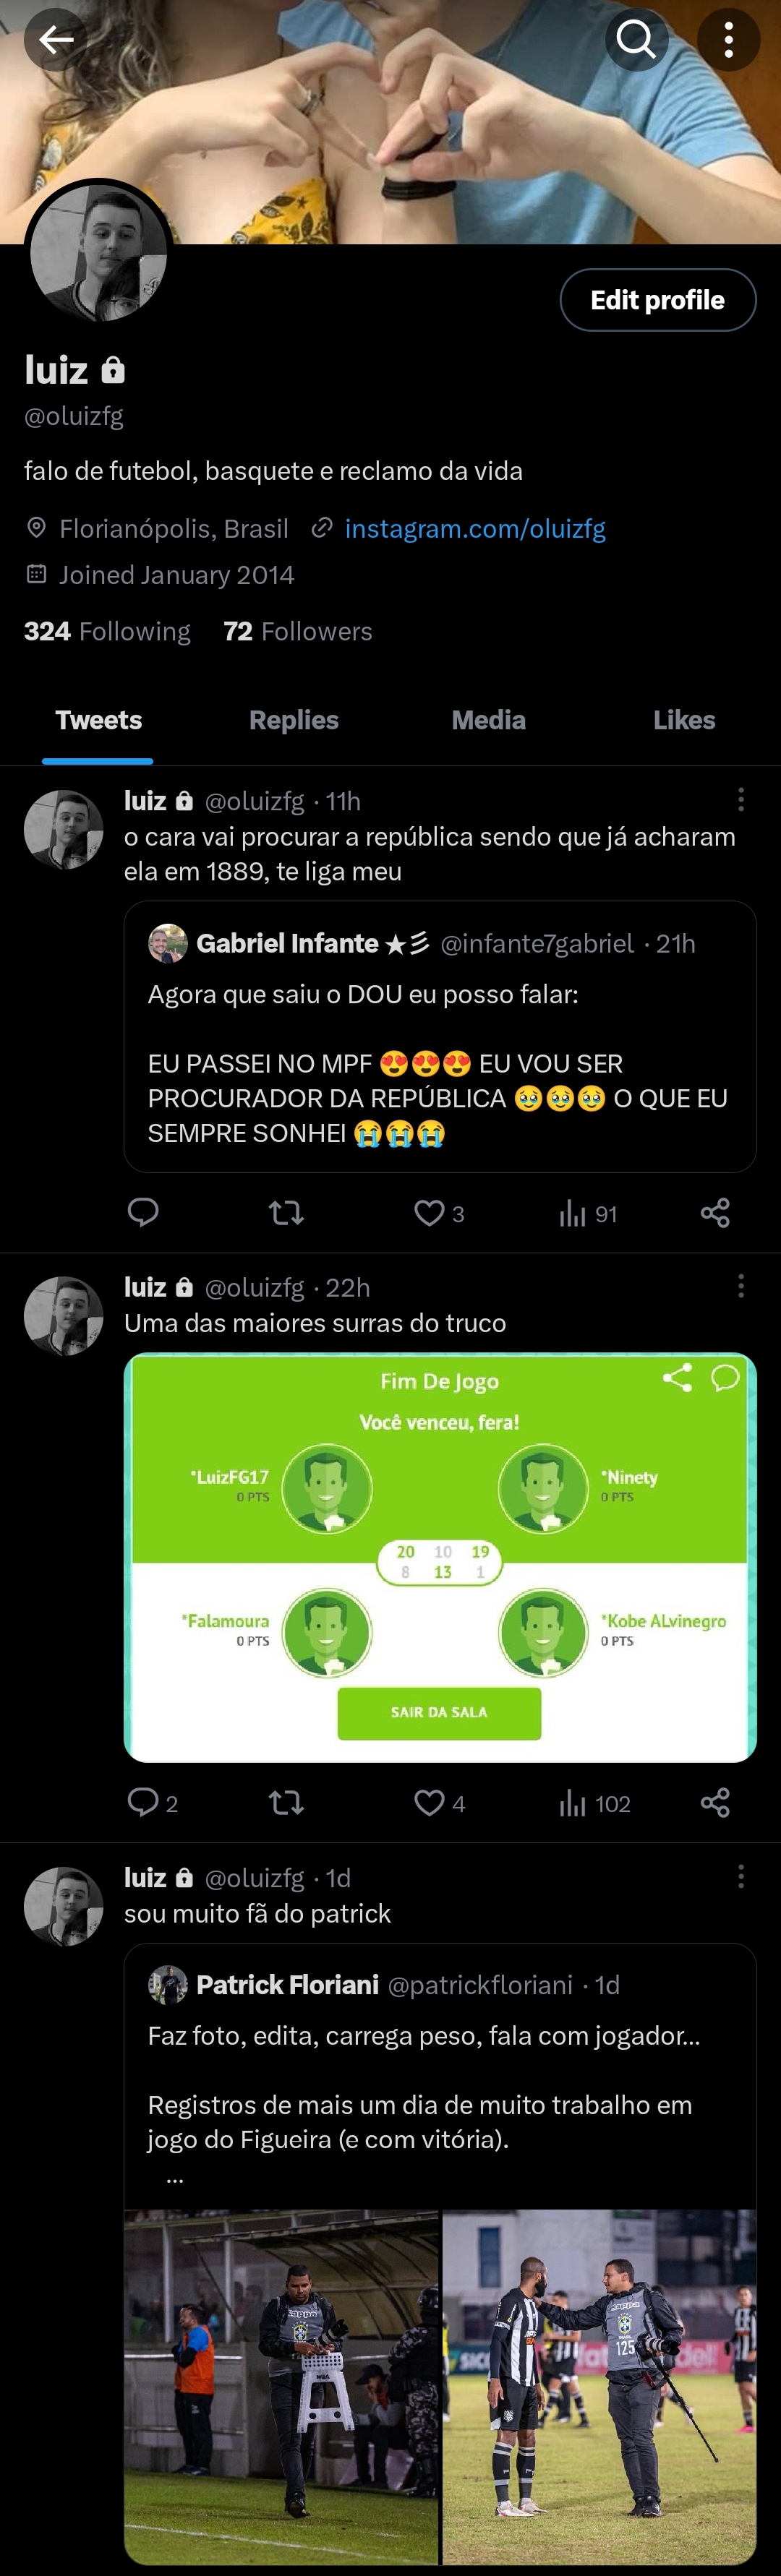 Edit profile
luiz
@oluizfg
falo de futebol, basquete e reclamo da vida
Florianópolis, Brasil instagram.com/oluizfg
Joined January 2014
324 Following 72 Followers
Tweets Replies Media Likes
luiz @oluizfg · 11h
o cara vai procurar a república sendo que já acharam
ela em 1889, te liga meu
Gabriel Infante ★彡 @infante7gabriel · 21h
Agora que saiu o DOU eu posso falar:
EU PASSEI NO MPF 😍😍😍 EU VOU SER
PROCURADOR DA REPÚBLICA 🥹🥹🥹 O QUE EU
SEMPRE SONHEI 😭😭😭
3 91
luiz @oluizfg · 22h
Uma das maiores surras do truco
Fim De Jogo
Você venceu, fera!
*LuizFG17 *Ninety
0 PTS 0 PTS
20 10 19
8 13 1
*Falamoura *Kobe ALvinegro
0 PTS 0 PTS
SAIR DA SALA
2 4 102
luiz @oluizfg · 1d
sou muito fã do patrick
Patrick Floriani @patrickfloriani · 1d
Faz foto, edita, carrega peso, fala com jogador...
Registros de mais um dia de muito trabalho em
jogo do Figueira (e com vitória).
...
Kappa
Kappa
125